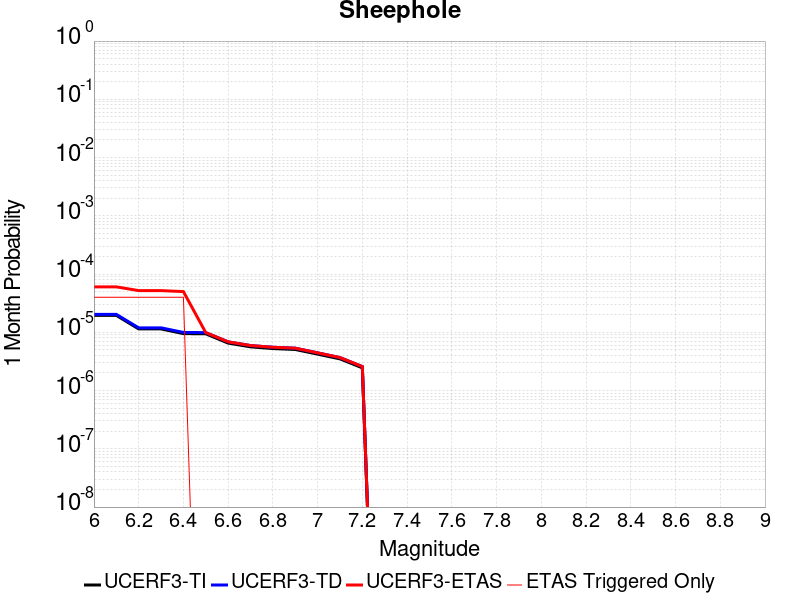 Sheephole
10^0
10^-1
10^-2
10^-3
10^-4
10^-5
10^-6
10^-7
10^-8
1 Month Probability
6 6.2 6.4 6.6 6.8 7 7.2 7.4 7.6 7.8 8 8.2 8.4 8.6 8.8 9
Magnitude
UCERF3-TI UCERF3-TD UCERF3-ETAS ETAS Triggered Only